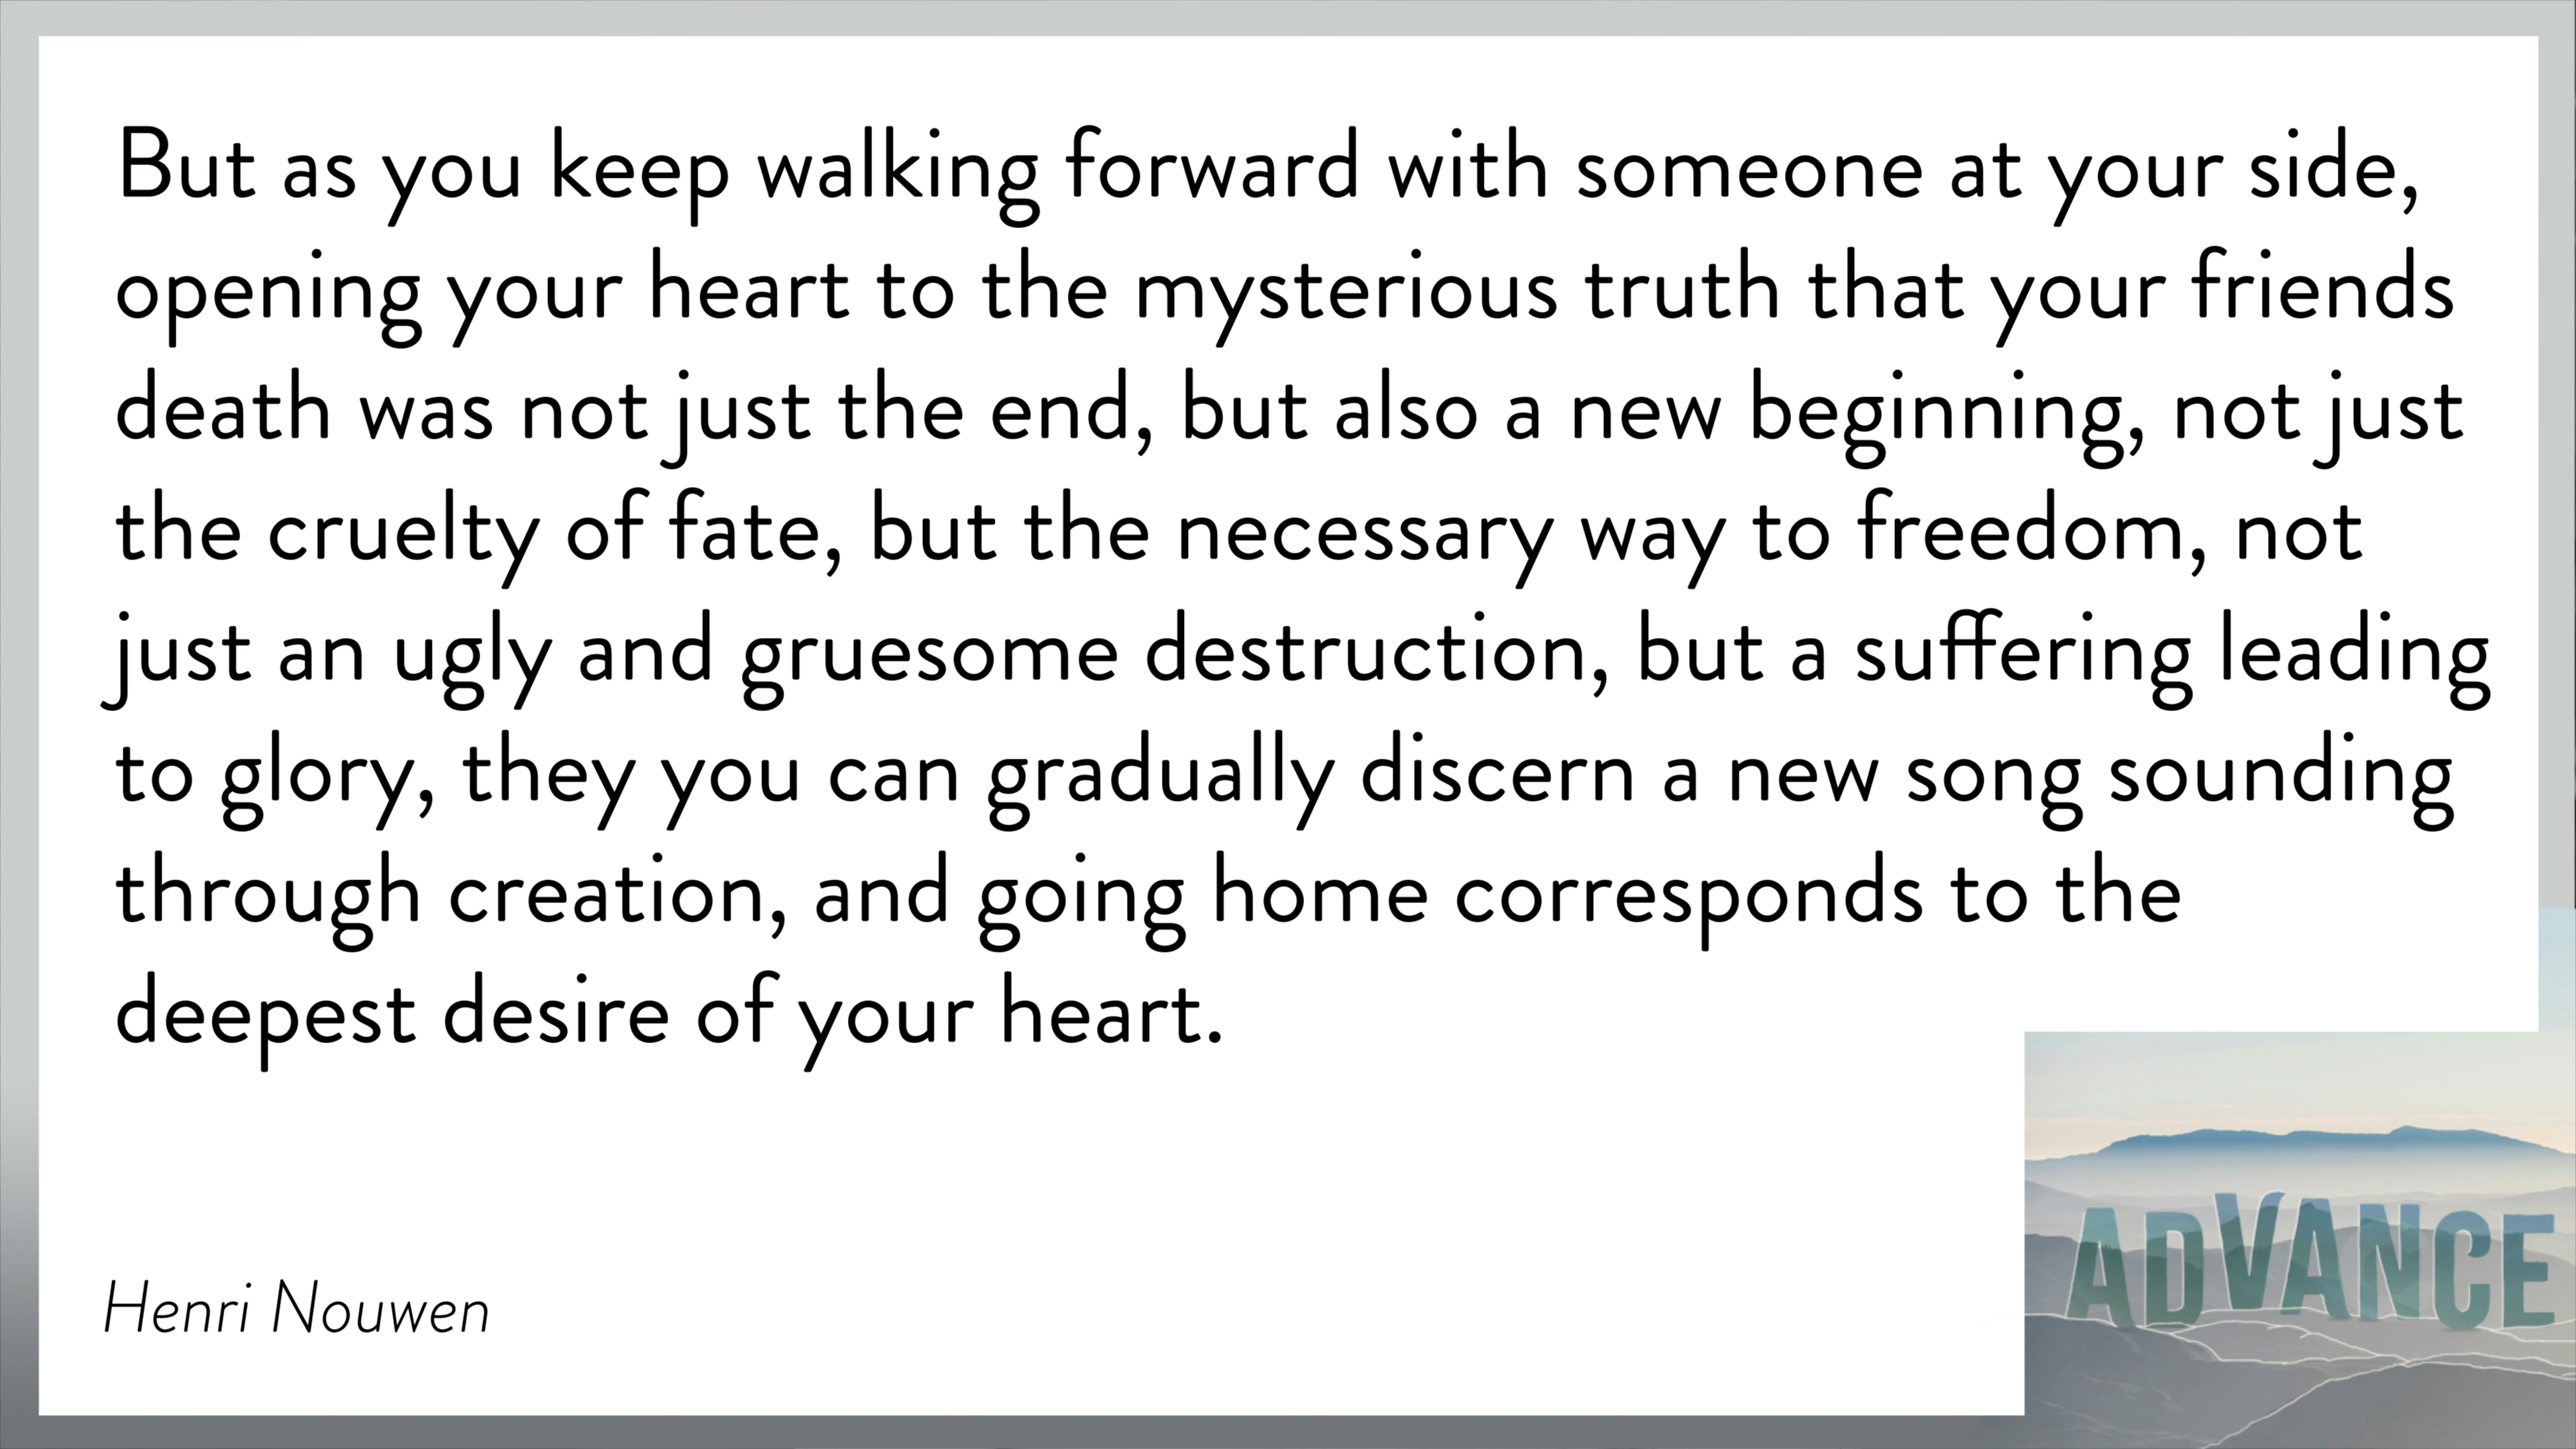 But as you keep walking forward with someone at your side,
opening your heart to the mysterious truth that your friends
death was not just the end, but also a new beginning, not just
the cruelty of fate, but the necessary way to freedom, not
just an ugly and gruesome destruction, but a suffering leading
to glory, they you can gradually discern a new song sounding
through creation, and going home corresponds to the
deepest desire of your heart.
Henri Nouwen
ADVANCE